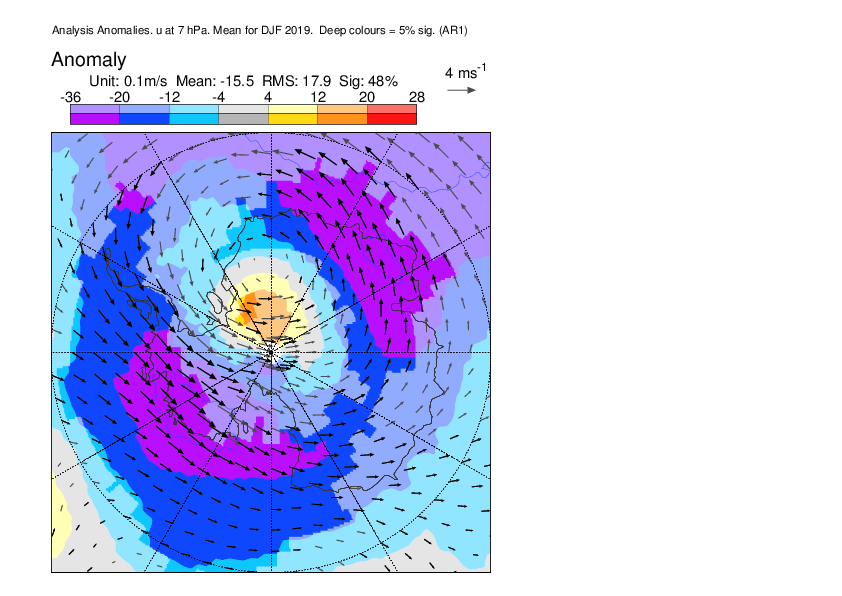 Analysis Anomalies. u at 7 hPa. Mean for DJF 2019.  Deep colours = 5% sig. (AR1)
Anomaly
4 ms-1
Unit: 0.1m/s  Mean: -15.5  RMS: 17.9  Sig: 48%
-36 -20 -12 -4 4 12 20 28